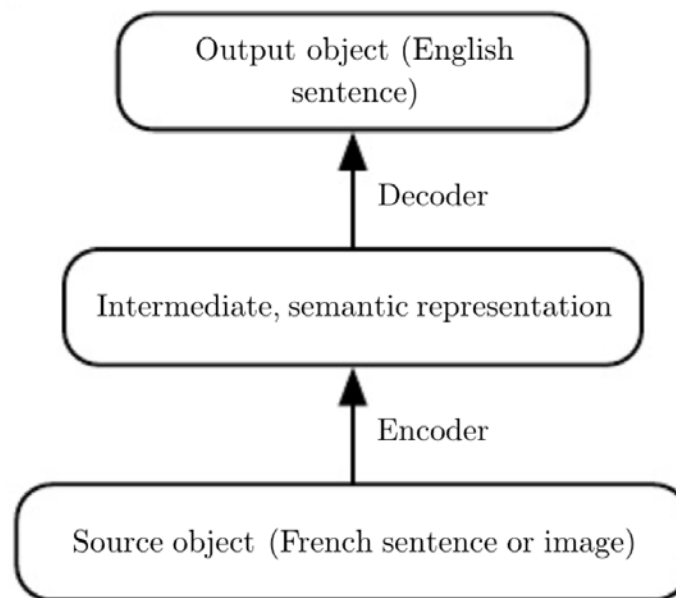 Output object (English
sentence)
Decoder
Intermediate, semantic representation
Encoder
Source object (French sentence or image)